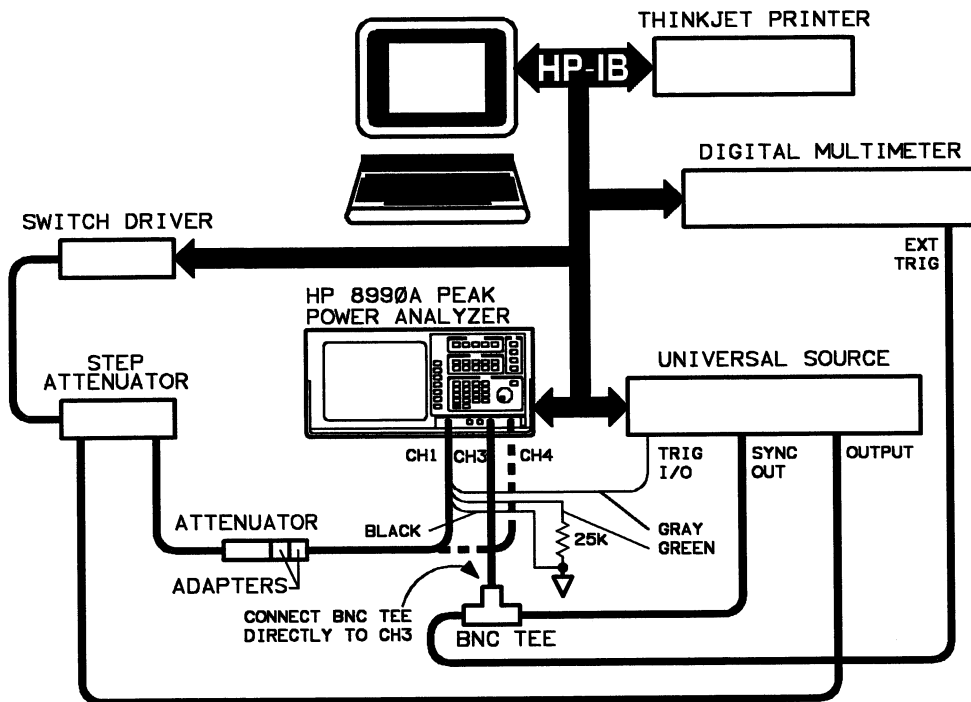 THINKJET PRINTER
HP-IB
DIGITAL MULTIMETER
SWITCH DRIVER
EXT
TRIG
HP 8990A PEAK
POWER ANALYZER
STEP
ATTENUATOR
UNIVERSAL SOURCE
CH1
CH3
CH4
TRIG
I/O
SYNC
OUT
OUTPUT
ATTENUATOR
BLACK
25K
GRAY
GREEN
ADAPTERS
CONNECT BNC TEE
DIRECTLY TO CH3
BNC TEE